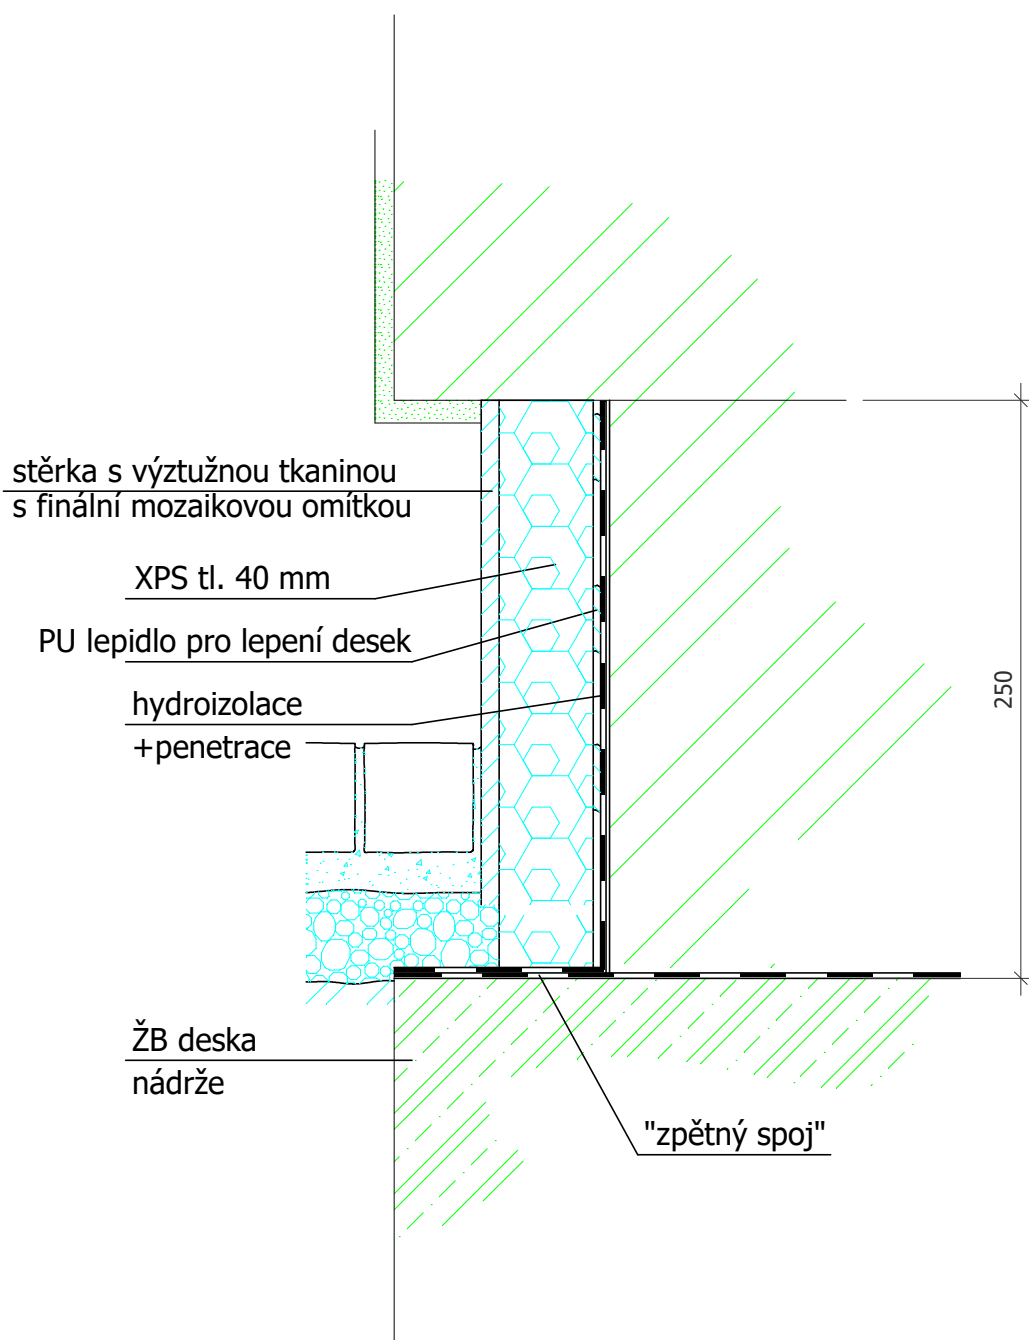 stěrka s výztužnou tkaninou
s finální mozaikovou omítkou
XPS tl. 40 mm
PU lepidlo pro lepení desek
hydroizolace
+penetrace
250
ŽB deska
nádrže
"zpětný spoj"